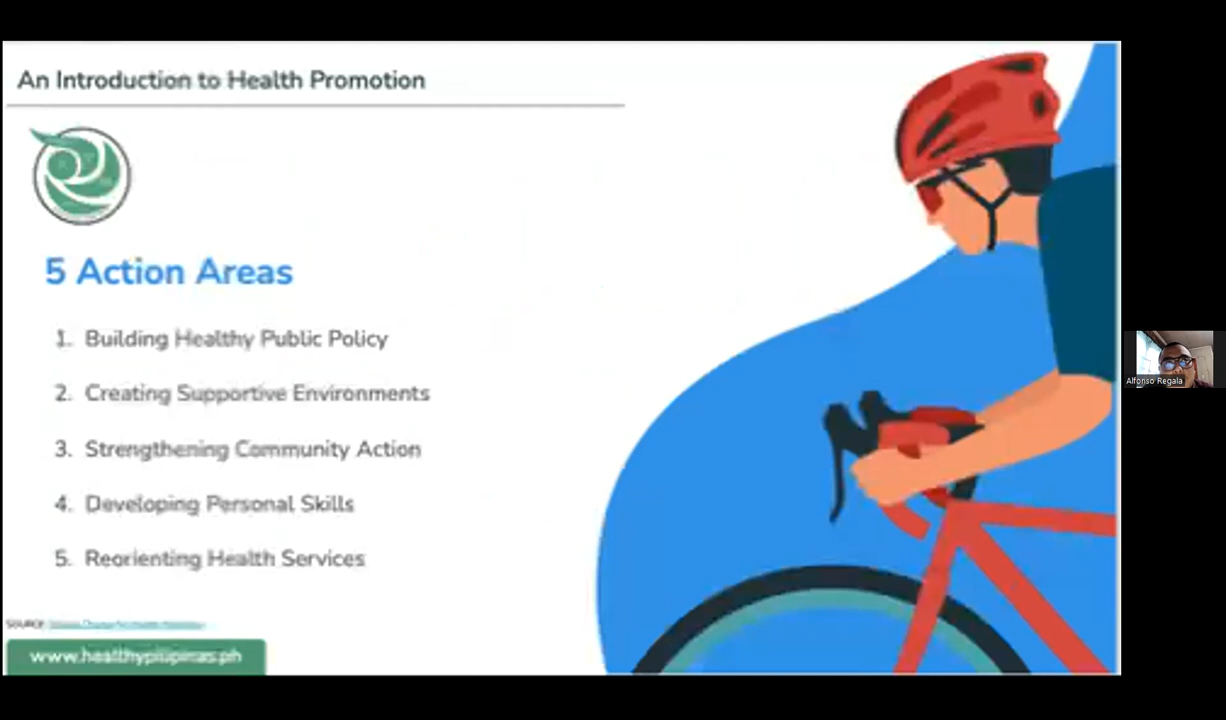 An Introduction to Health Promotion
5 Action Areas
1. Building Healthy Public Policy
2. Creating Supportive Environments
3. Strengthening Community Action
4. Developing Personal Skills
5. Reorienting Health Services
SOURCE:
www.healthypilipinas.ph
Alfonso Regala